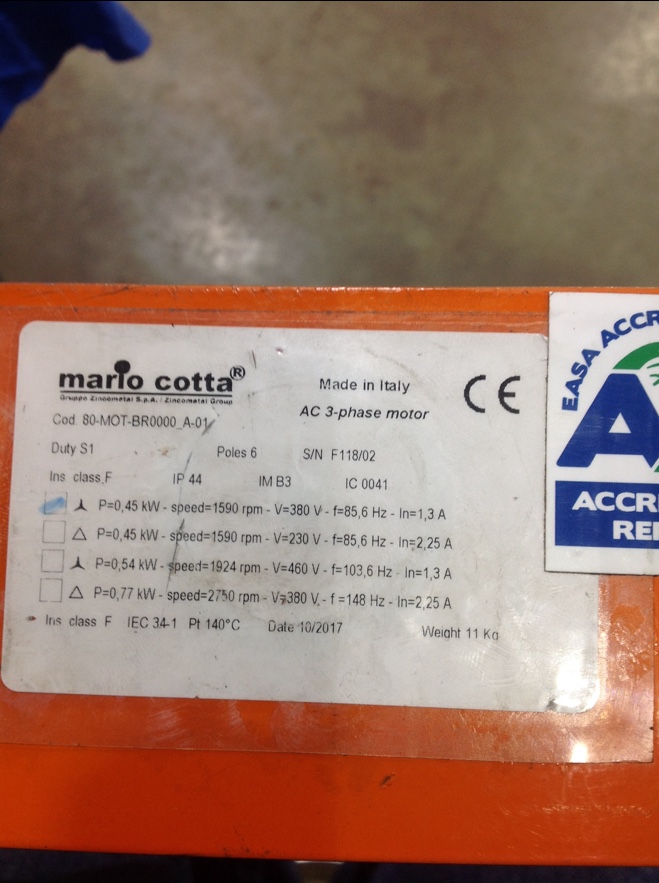 mario cotta®
Gruppo Zincometal S.p.A. / Zincometal Group
Made in Italy
CE
AC 3-phase motor
Cod. 80-MOT-BR0000_A-01
Duty S1 Poles 6 S/N F118/02
Ins class F IP 44 IM B3 IC 0041
P=0,45 kW - speed=1590 rpm - V=380 V - f=85,6 Hz - In=1,3 A
△ P=0,45 kW - speed=1590 rpm - V=230 V - f=85,6 Hz - In=2,25 A
P=0,54 kW - speed=1924 rpm - V=460 V - f=103,6 Hz - In=1,3 A
△ P=0,77 kW - speed=2750 rpm - V=380 V - f=148 Hz - In=2,25 A
Ins class F IEC 34-1 Pt 140°C Date 10/2017 Weight 11 Kg
EASA ACCR
A
ACCR
RE